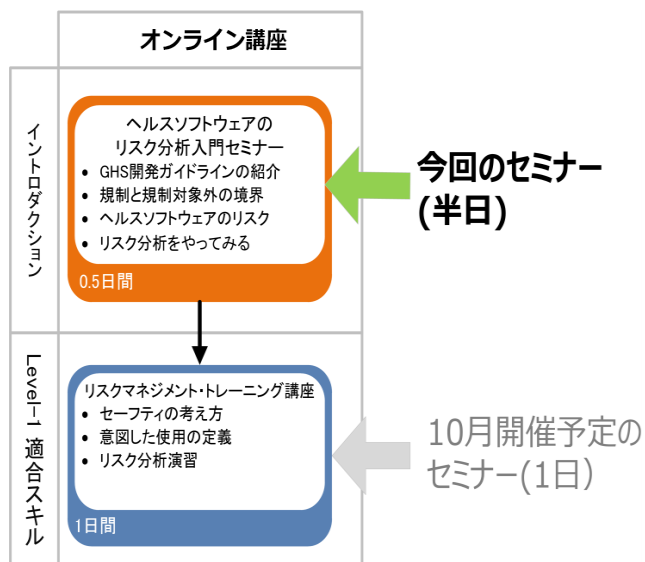 オンライン講座
イントロダクション
ヘルスソフトウェアの
リスク分析入門セミナー
• GHS開発ガイドラインの紹介
• 規制と規制対象外の境界
• ヘルスソフトウェアのリスク
• リスク分析をやってみる
0.5日間
今回のセミナー
(半日)
Level-1 適合スキル
リスクマネジメント・トレーニング講座
• セーフティの考え方
• 意図した使用の定義
• リスク分析演習
1日間
10月開催予定の
セミナー(1日)